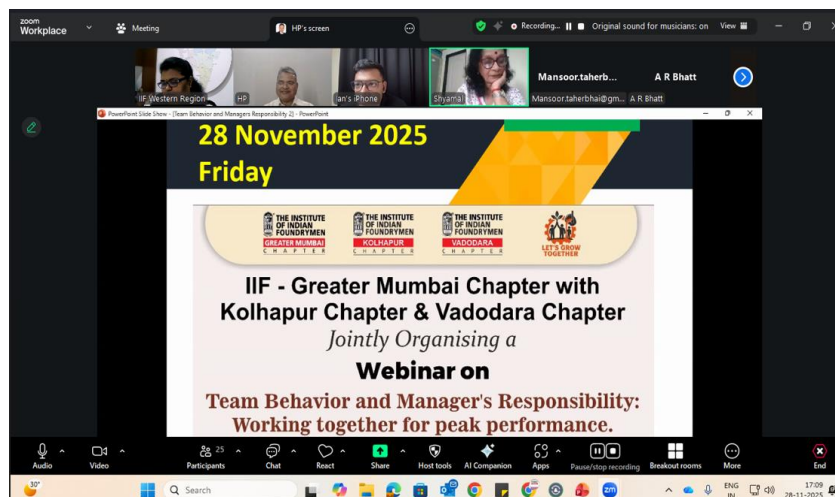 zoom
Workplace
Meeting
HP's screen
Recording...
Original sound for musicians: on
View
IIF Western Region
HP
an's iPhone
Shyamal
Mansoor.taherb...
Mansoor.taherbhai@gm...
A R Bhatt
A R Bhatt
PowerPoint Slide Show - [Team Behavior and Managers Responsibility 2] - PowerPoint
28 November 2025
Friday
THE INSTITUTE
OF INDIAN
FOUNDRYMEN
GREATER MUMBAI
CHAPTER
THE INSTITUTE
OF INDIAN
FOUNDRYMEN
KOLHAPUR
CHAPTER
THE INSTITUTE
OF INDIAN
FOUNDRYMEN
VADODARA
CHAPTER
LET'S GROW
TOGETHER
IIF - Greater Mumbai Chapter with
Kolhapur Chapter & Vadodara Chapter
Jointly Organising a
Webinar on
Team Behavior and Manager's Responsibility:
Working together for peak performance.
Audio
Video
25
Participants
Chat
React
Share
Host tools
AI Companion
Apps
Pause/stop recording
Breakout rooms
More
End
30°
Search
zm
ENG
IN
17:09
28-11-2025